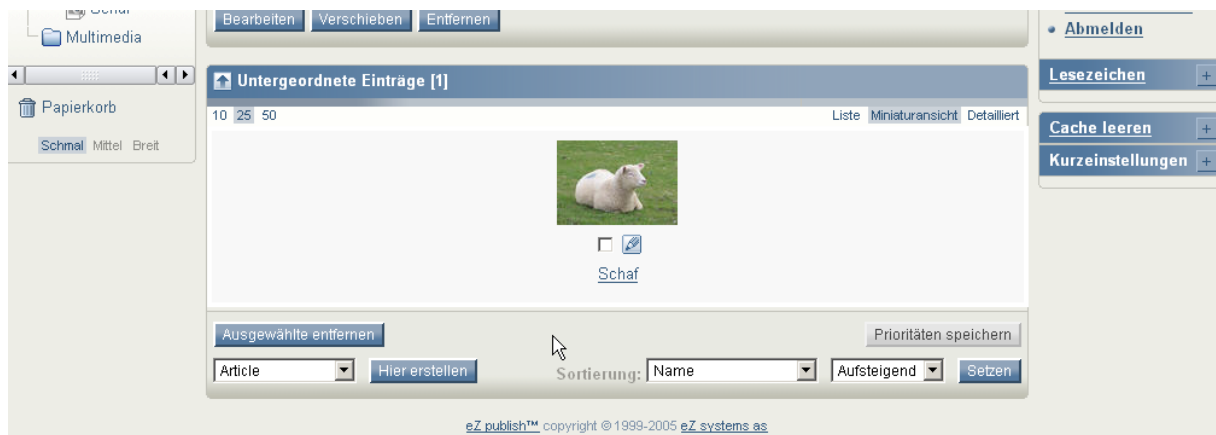 Schaf
Multimedia
Papierkorb
Schmal Mittel Breit
Bearbeiten Verschieben Entfernen
Untergeordnete Einträge [1]
10 25 50 Liste Miniaturansicht Detailliert
Schaf
Ausgewählte entfernen Prioritäten speichern
Article Hier erstellen Sortierung: Name Aufsteigend Setzen
Abmelden
Lesezeichen +
Cache leeren +
Kurzeinstellungen +
eZ publish™ copyright © 1999-2005 eZ systems as